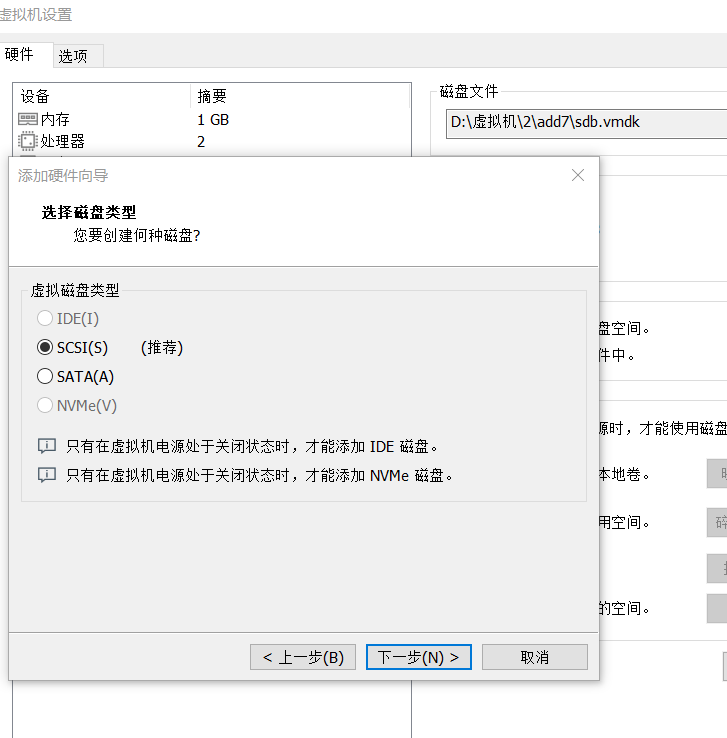 虚拟机设置
硬件 选项
设备 摘要
内存 1 GB
处理器 2
磁盘文件
D:\虚拟机\2\add7\sdb.vmdk
添加硬件向导
选择磁盘类型
您要创建何种磁盘?
虚拟磁盘类型
IDE(I)
SCSI(S) (推荐)
SATA(A)
NVMe(V)
只有在虚拟机电源处于关闭状态时，才能添加 IDE 磁盘。
只有在虚拟机电源处于关闭状态时，才能添加 NVMe 磁盘。
< 上一步(B) 下一步(N) > 取消
盘空间。
件中。
源时，才能使用磁盘
本地卷。
用空间。
碎
的空间。